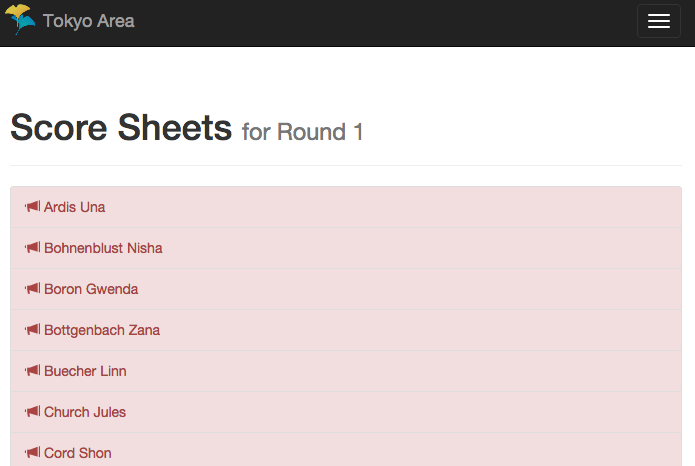 Tokyo Area
Score Sheets for Round 1
Ardis Una
Bohnenblust Nisha
Boron Gwenda
Bottgenbach Zana
Buecher Linn
Church Jules
Cord Shon